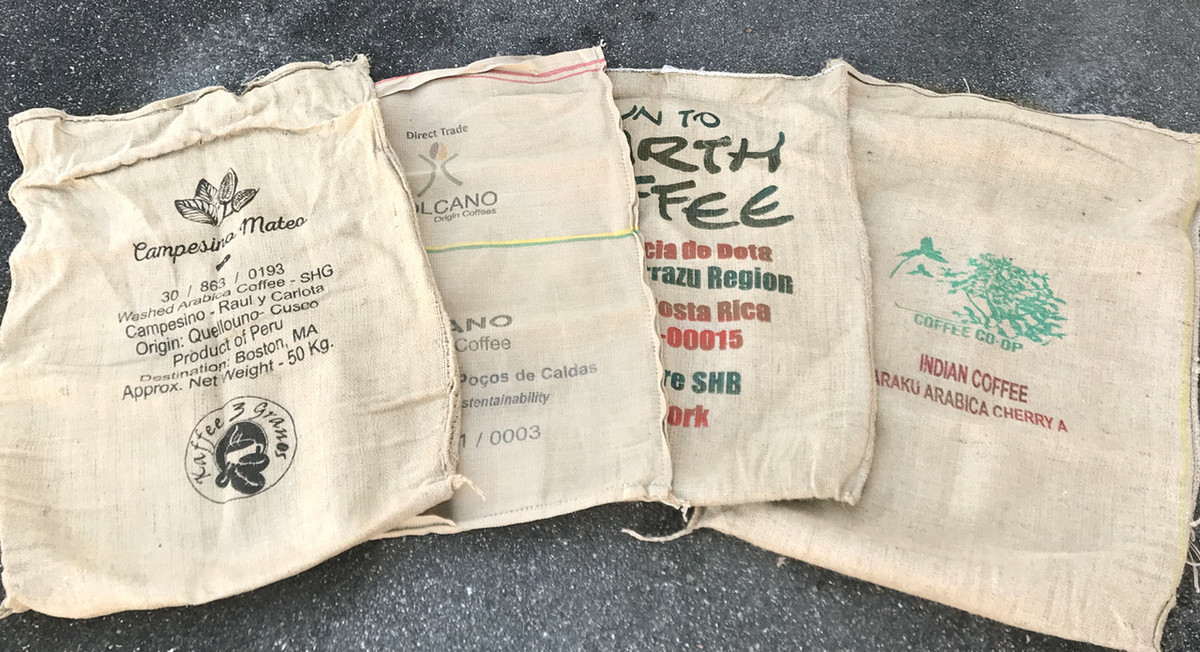 Campesino Mateo
30 / 863 / 0193
Washed Arabica Coffee - SHG
Campesino - Raul y Carlota
Origin: Quellouno- Cusco
Product of Peru
Destination: Boston, MA
Approx. Net Weight - 50 Kg.
Kaffee 3 Granos
Direct Trade
OLCANO
Origin Coffees
ANO
Coffee
Poços de Caldas
stentainability
1 / 0003
UN TO
ARTH
FFEE
cia de Dota
rrazu Region
osta Rica
-00015
re SHB
ork
COFFEE CO-OP
INDIAN COFFEE
ARAKU ARABICA CHERRY A